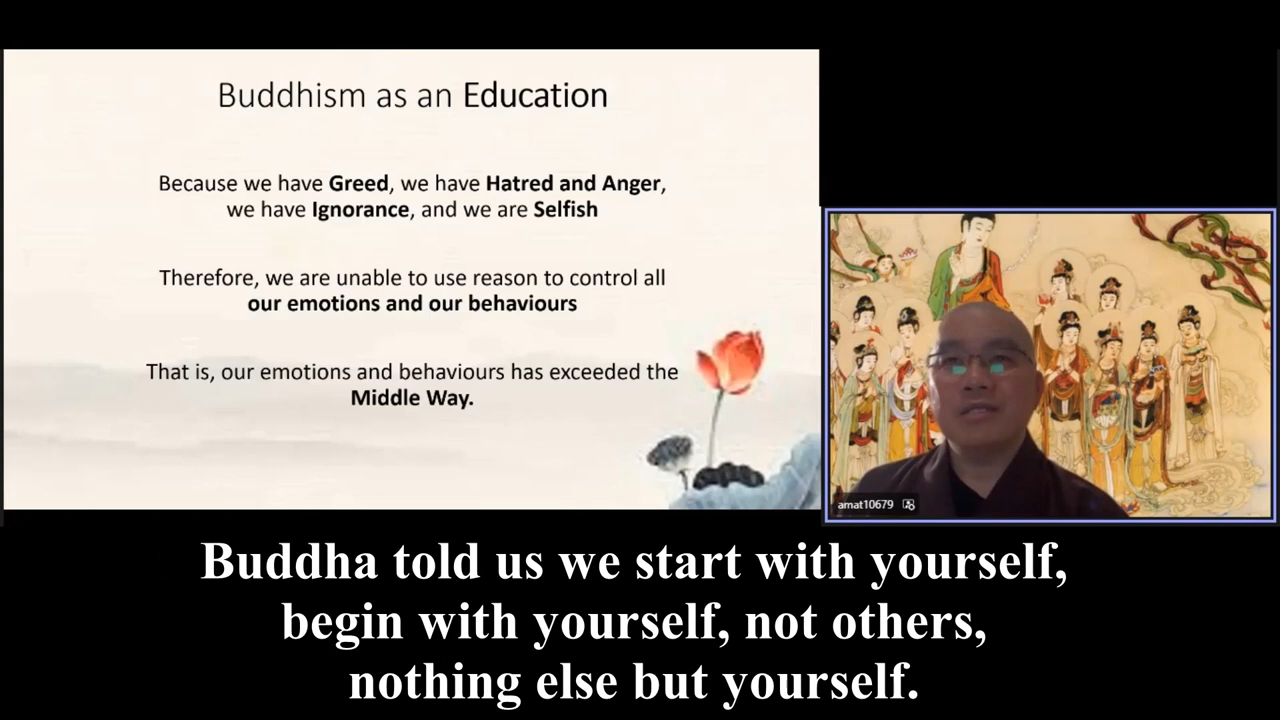 Buddhism as an Education
Because we have Greed, we have Hatred and Anger,
we have Ignorance, and we are Selfish
Therefore, we are unable to use reason to control all
our emotions and our behaviours
That is, our emotions and behaviours has exceeded the
Middle Way.
amat10679
Buddha told us we start with yourself,
begin with yourself, not others,
nothing else but yourself.